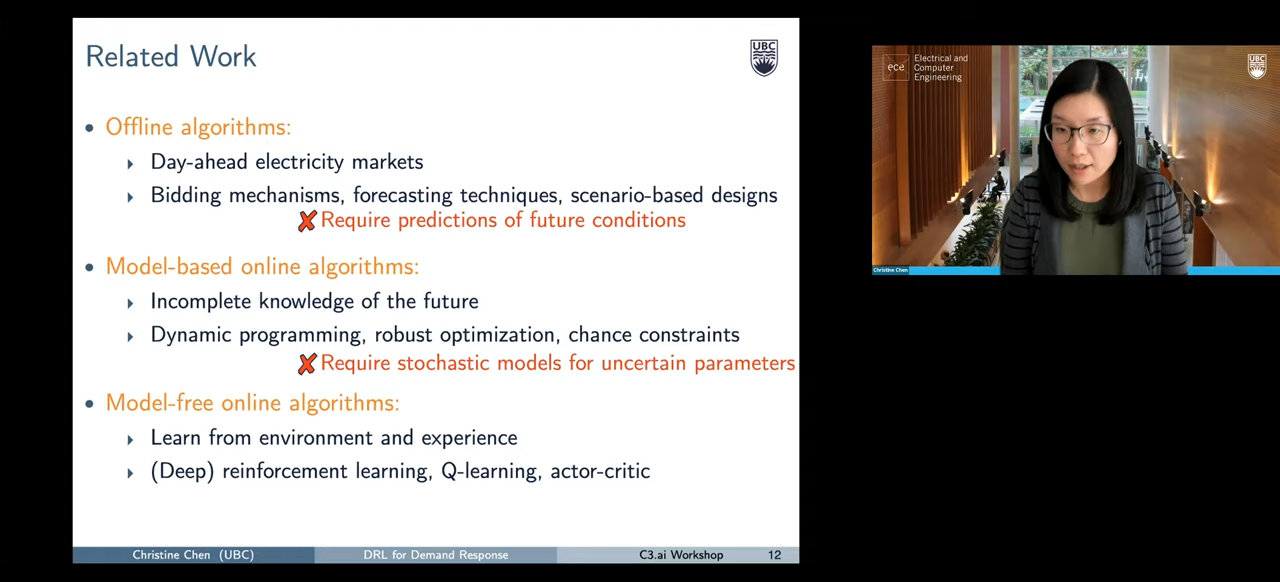 Related Work
UBC
• Offline algorithms:
Day-ahead electricity markets
Bidding mechanisms, forecasting techniques, scenario-based designs
✘ Require predictions of future conditions
• Model-based online algorithms:
Incomplete knowledge of the future
Dynamic programming, robust optimization, chance constraints
✘ Require stochastic models for uncertain parameters
• Model-free online algorithms:
Learn from environment and experience
(Deep) reinforcement learning, Q-learning, actor-critic
Christine Chen (UBC) DRL for Demand Response C3.ai Workshop 12
ece
Electrical and
Computer
Engineering
UBC
Christine Chen